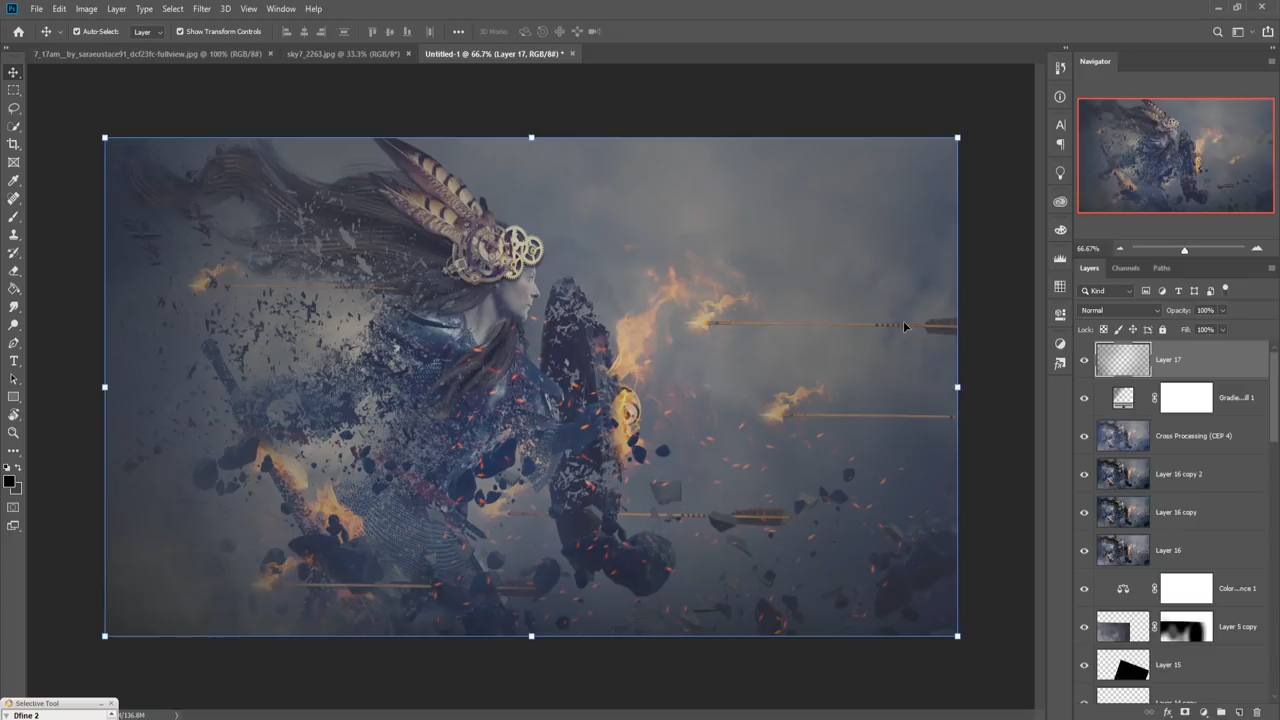 Ps File Edit Image Layer Type Select Filter 3D View Window Help
Auto-Select: Layer Show Transform Controls 3D Mode:
7_17am__by_saraeustace91_dcf23fc-fullview.jpg @ 100% (RGB/8#) × sky7_2263.jpg @ 33.3% (RGB/8*) × Untitled-1 @ 66.7% (Layer 17, RGB/8#) * ×
Navigator
66.67%
Layers Channels Paths
Kind
Normal Opacity: 100%
Lock: Fill: 100%
Layer 17
Gradie...ll 1
Cross Processing (CEP 4)
Layer 16 copy 2
Layer 16 copy
Layer 16
Color...nce 1
Layer 5 copy
Layer 15
Selective Tool
Dfine 2
/136.8M